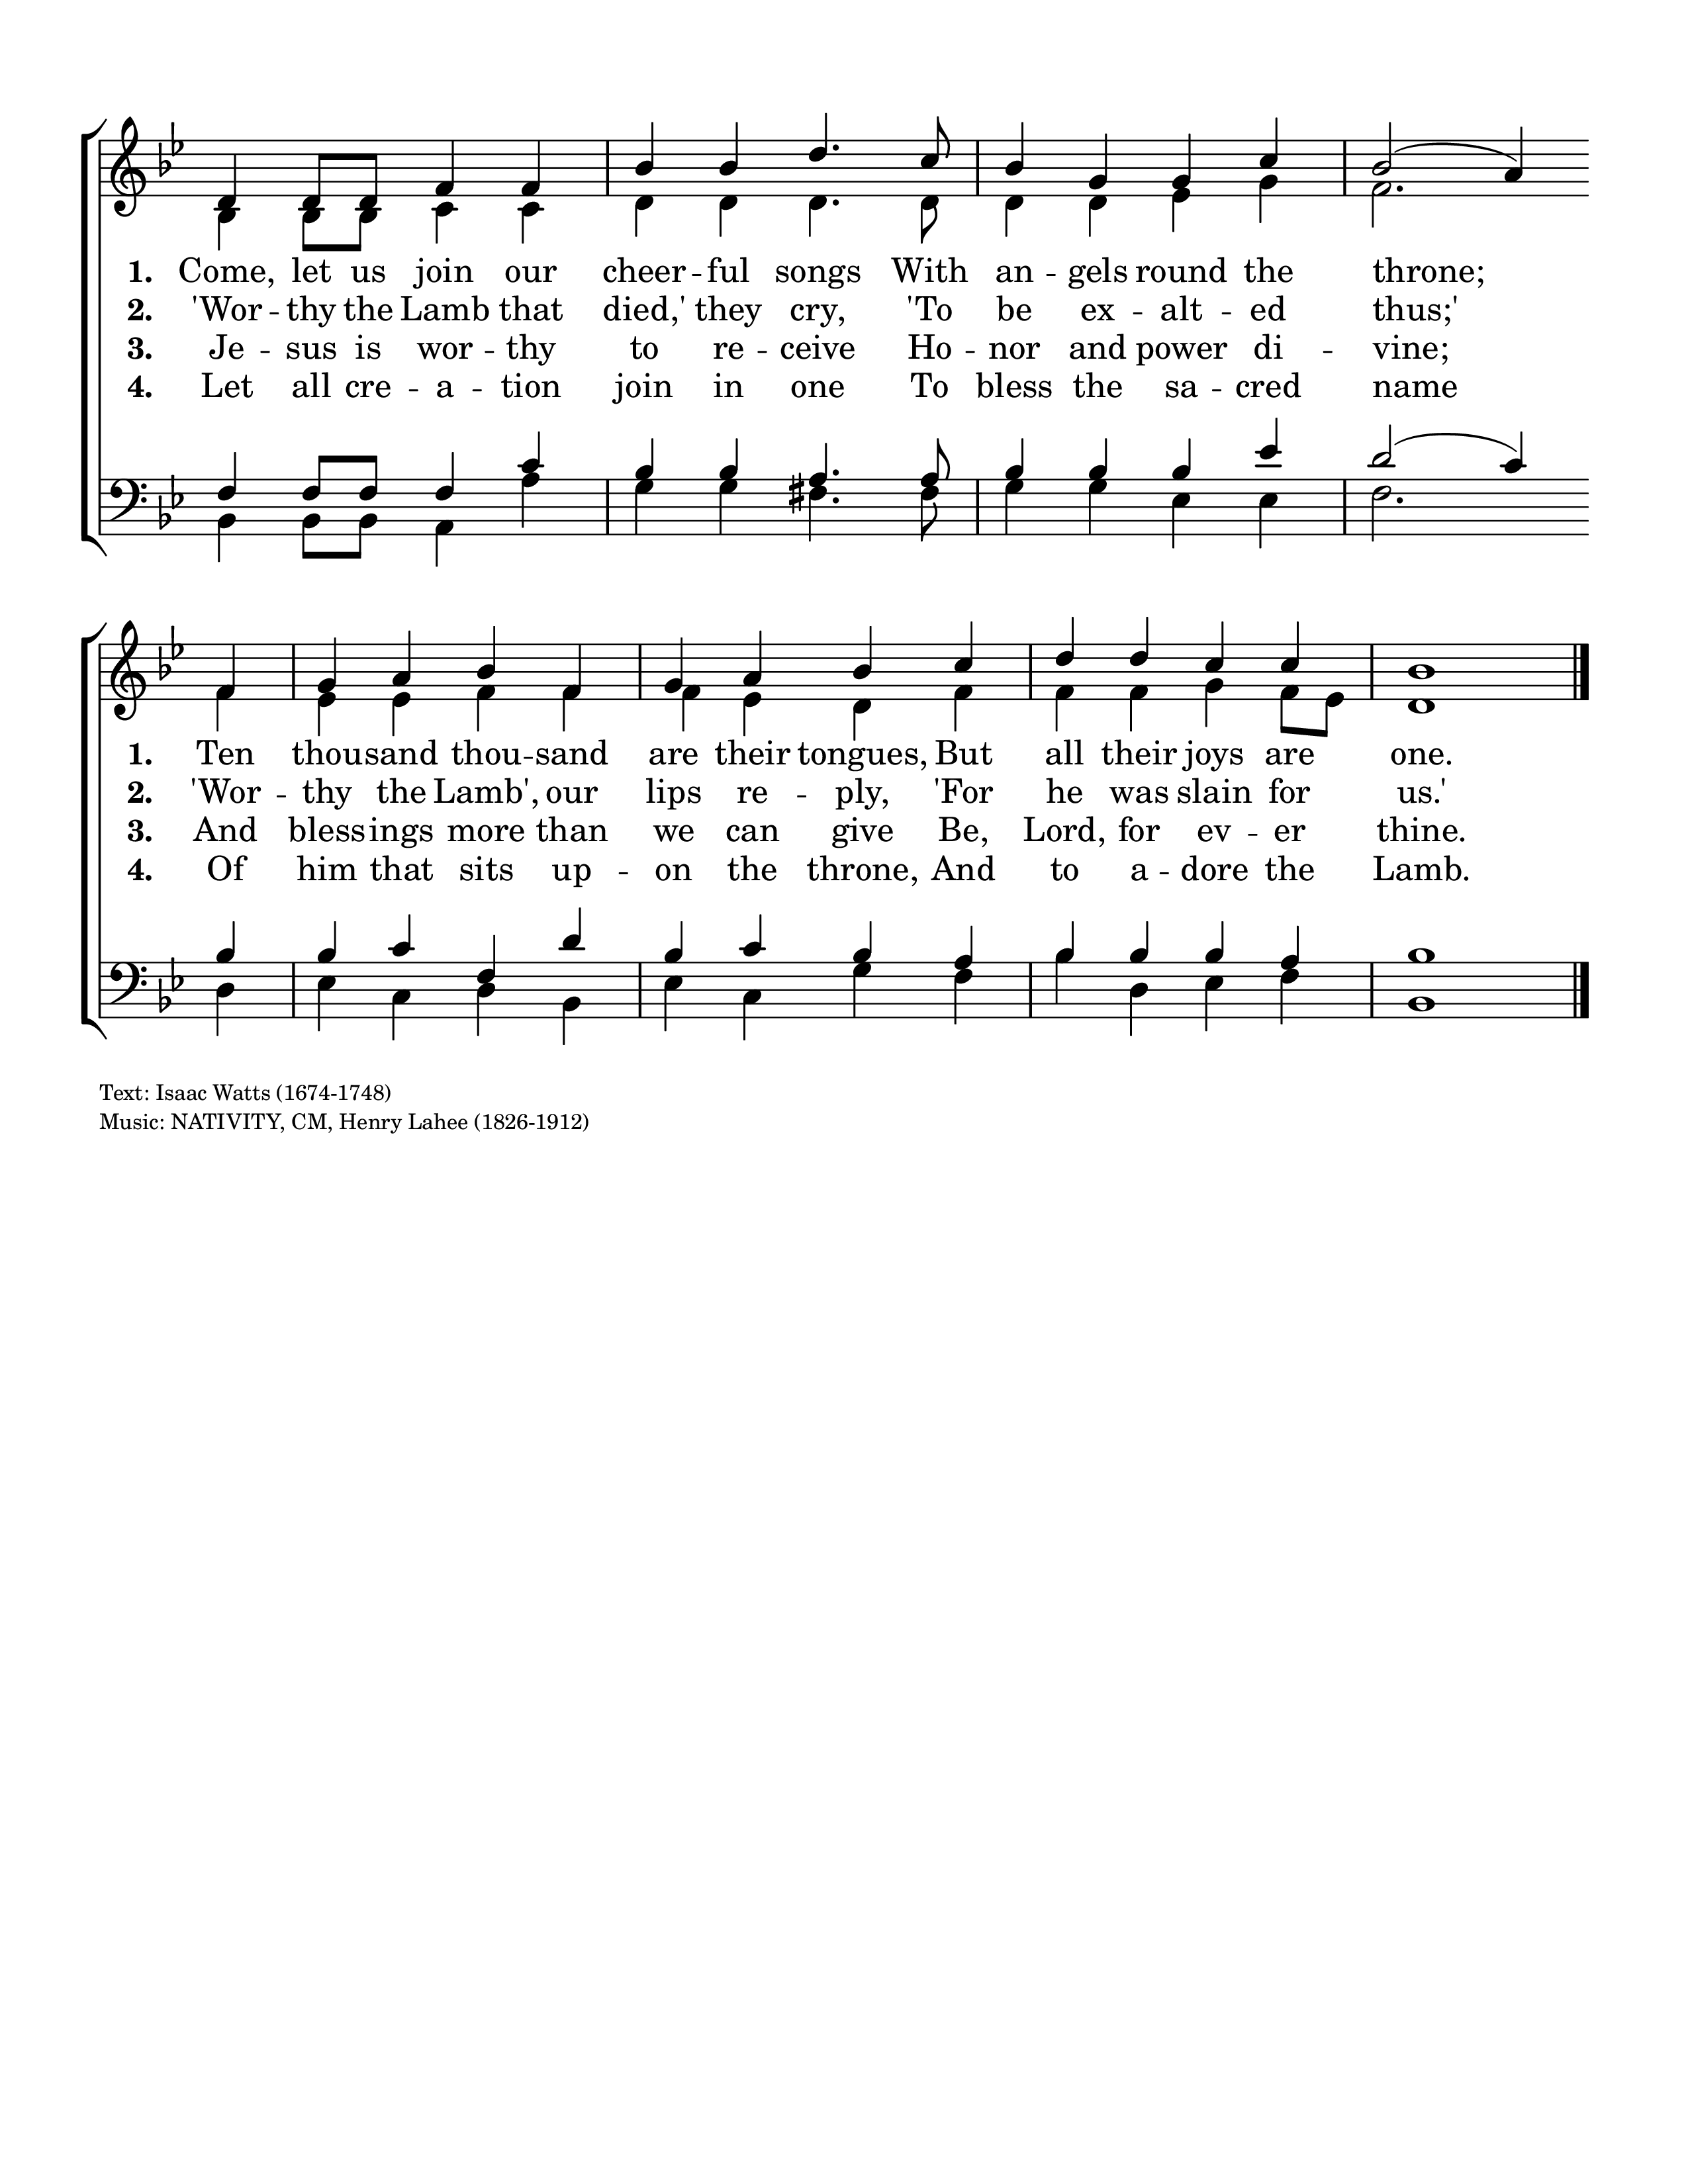 1. Come, let us join our cheer -- ful songs With an -- gels round the throne;
2. 'Wor -- thy the Lamb that died,' they cry, 'To be ex -- alt -- ed thus;'
3. Je -- sus is wor -- thy to re -- ceive Ho -- nor and power di -- vine;
4. Let all cre -- a -- tion join in one To bless the sa -- cred name
1. Ten thousand thou -- sand are their tongues, But all their joys are one.
2. 'Wor -- thy the Lamb', our lips re -- ply, 'For he was slain for us.'
3. And blessings more than we can give Be, Lord, for ev -- er thine.
4. Of him that sits up -- on the throne, And to a -- dore the Lamb.
Text: Isaac Watts (1674-1748)
Music: NATIVITY, CM, Henry Lahee (1826-1912)